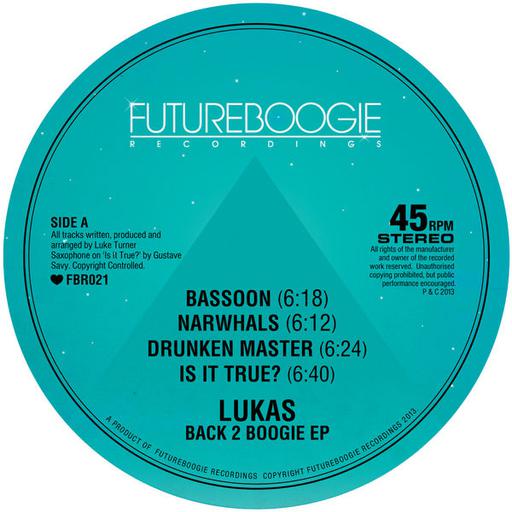 FUTUREBOOGIE
RECORDINGS
SIDE A
All tracks written, produced and
arranged by Luke Turner
Saxophone on 'Is it True?' by Gustave
Savy. Copyright Controlled.
♥ FBR021
45 RPM
STEREO
All rights of the manufacturer
and owner of the recorded
work reserved. Unauthorised
copying prohibited, but public
performance encouraged.
P & C 2013
BASSOON (6:18)
NARWHALS (6:12)
DRUNKEN MASTER (6:24)
IS IT TRUE? (6:40)
LUKAS
BACK 2 BOOGIE EP
A PRODUCT OF FUTUREBOOGIE RECORDINGS COPYRIGHT FUTUREBOOGIE RECORDINGS 2013